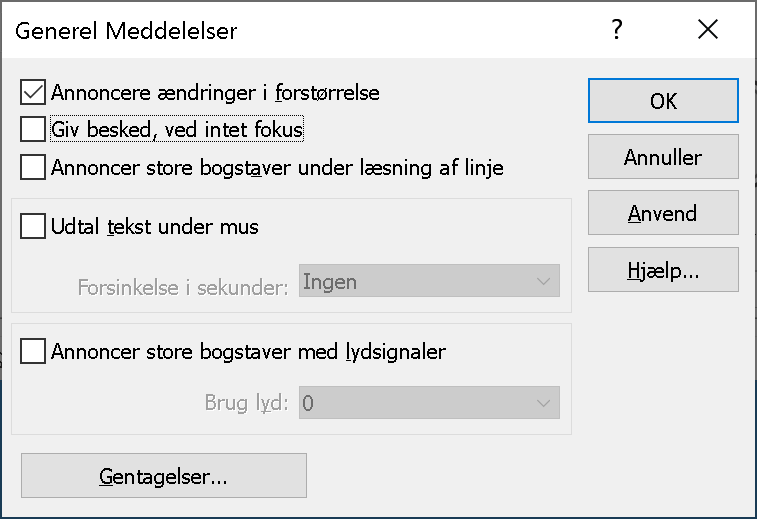 Generel Meddelelser
?
Annoncere ændringer i forstørrelse
OK
Giv besked, ved intet fokus
Annuller
Annoncer store bogstaver under læsning af linje
Anvend
Udtal tekst under mus
Hjælp...
Forsinkelse i sekunder: Ingen
Annoncer store bogstaver med lydsignaler
Brug lyd: 0
Gentagelser...